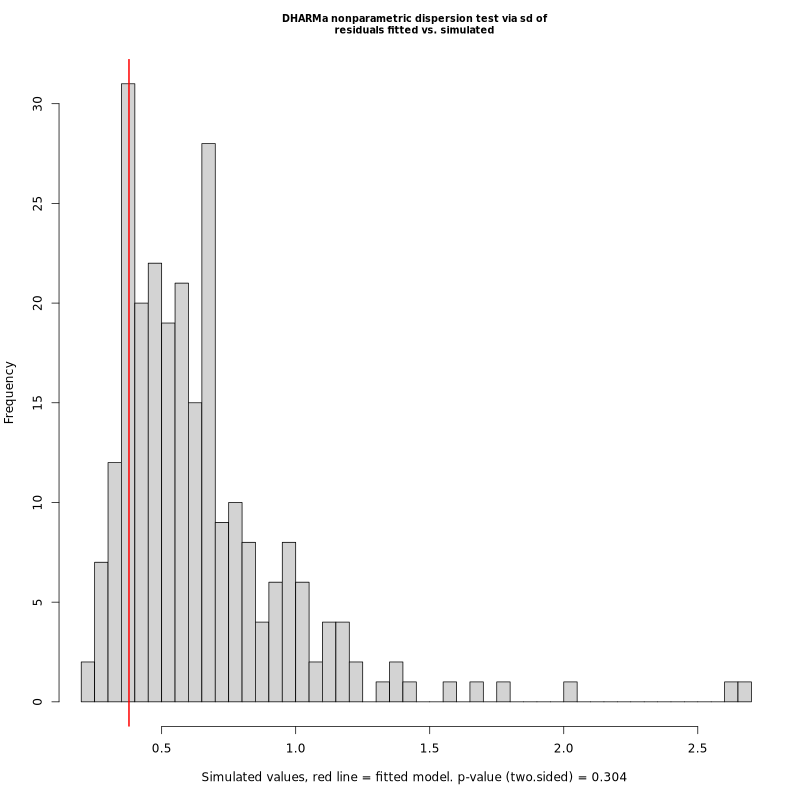 DHARMa nonparametric dispersion test via sd of
residuals fitted vs. simulated
30
25
20
15
10
5
0
Frequency
0.5 1.0 1.5 2.0 2.5
Simulated values, red line = fitted model. p-value (two.sided) = 0.304